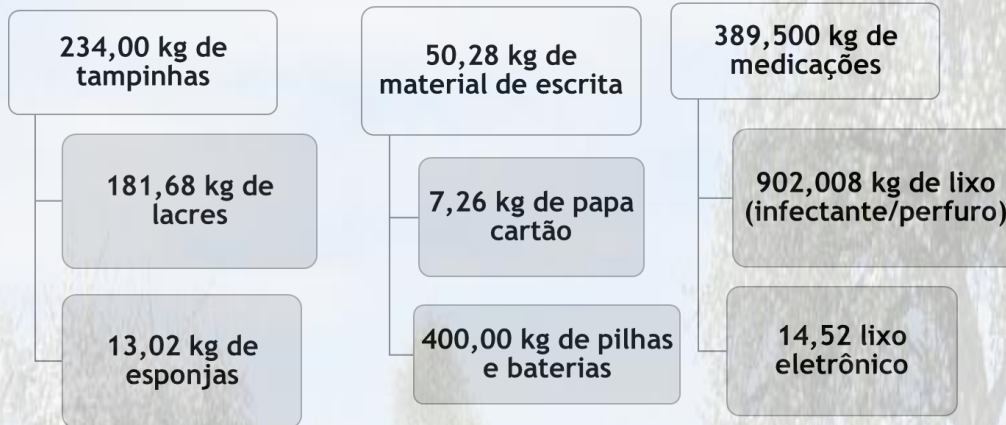 234,00 kg de
tampinhas
181,68 kg de
lacres
13,02 kg de
esponjas
50,28 kg de
material de escrita
7,26 kg de papa
cartão
400,00 kg de pilhas
e baterias
389,500 kg de
medicações
902,008 kg de lixo
(infectante/perfuro)
14,52 lixo
eletrônico